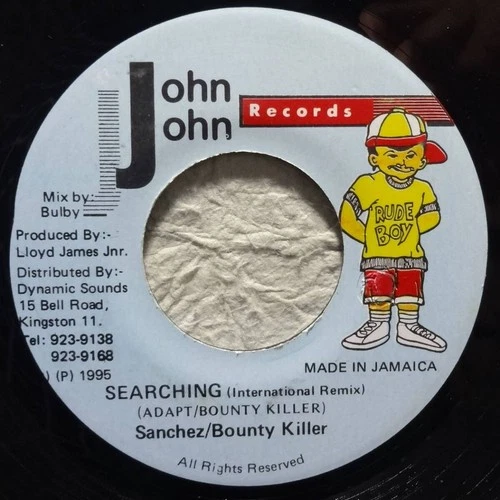 John
John
Records
Mix by:-
Bulby
RUDE
BOY
Produced By:-
Lloyd James Jnr.
Distributed By:-
Dynamic Sounds
15 Bell Road,
Kingston 11.
Tel: 923-9138
923-9168
) (P) 1995
MADE IN JAMAICA
SEARCHING (International Remix)
(ADAPT/BOUNTY KILLER)
Sanchez/Bounty Killer
All Rights Reserved